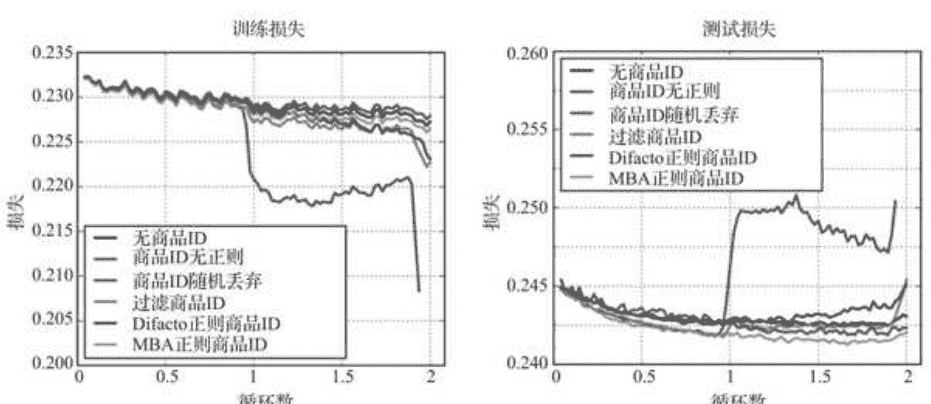 训练损失
0.235
0.230
0.225
0.220
0.215
0.210
0.205
0.200
损失
无商品ID
商品ID无正则
商品ID随机丢弃
过滤商品ID
Difacto正则商品ID
MBA正则商品ID
0
0.5
1
1.5
2
循环数
测试损失
0.260
0.255
0.250
0.245
0.240
损失
无商品ID
商品ID无正则
商品ID随机丢弃
过滤商品ID
Difacto正则商品ID
MBA正则商品ID
0
0.5
1
1.5
2
循环数